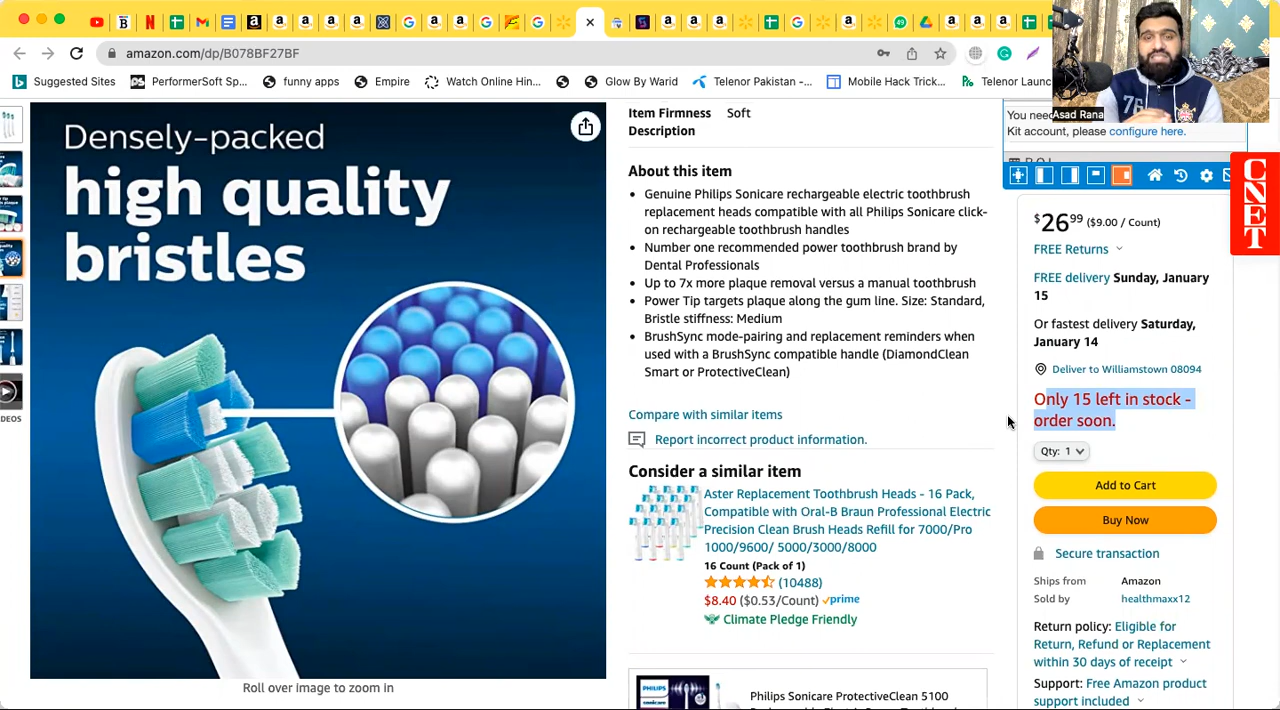 amazon.com/dp/B078BF27BF
Suggested Sites
PerformerSoft Sp...
funny apps
Empire
Watch Online Hin...
Glow By Warid
Telenor Pakistan -...
Mobile Hack Trick...
Telenor Launc
Densely-packed
high quality
bristles
Roll over image to zoom in
DEOS
Item Firmness Soft
Description
About this item
• Genuine Philips Sonicare rechargeable electric toothbrush
replacement heads compatible with all Philips Sonicare click-
on rechargeable toothbrush handles
• Number one recommended power toothbrush brand by
Dental Professionals
• Up to 7x more plaque removal versus a manual toothbrush
• Power Tip targets plaque along the gum line. Size: Standard,
Bristle stiffness: Medium
• BrushSync mode-pairing and replacement reminders when
used with a BrushSync compatible handle (DiamondClean
Smart or ProtectiveClean)
Compare with similar items
Report incorrect product information.
Consider a similar item
Aster Replacement Toothbrush Heads - 16 Pack,
Compatible with Oral-B Braun Professional Electric
Precision Clean Brush Heads Refill for 7000/Pro
1000/9600/ 5000/3000/8000
16 Count (Pack of 1)
(10488)
$8.40 ($0.53/Count) prime
Climate Pledge Friendly
PHILIPS
Philips Sonicare ProtectiveClean 5100
76
Asad Rana
You nee
Kit account, please configure here.
CNET
$26.99 ($9.00 / Count)
FREE Returns
FREE delivery Sunday, January
15
Or fastest delivery Saturday,
January 14
Deliver to Williamstown 08094
Only 15 left in stock -
order soon.
Qty: 1
Add to Cart
Buy Now
Secure transaction
Ships from Amazon
Sold by healthmaxx12
Return policy: Eligible for
Return, Refund or Replacement
within 30 days of receipt
Support: Free Amazon product
support included